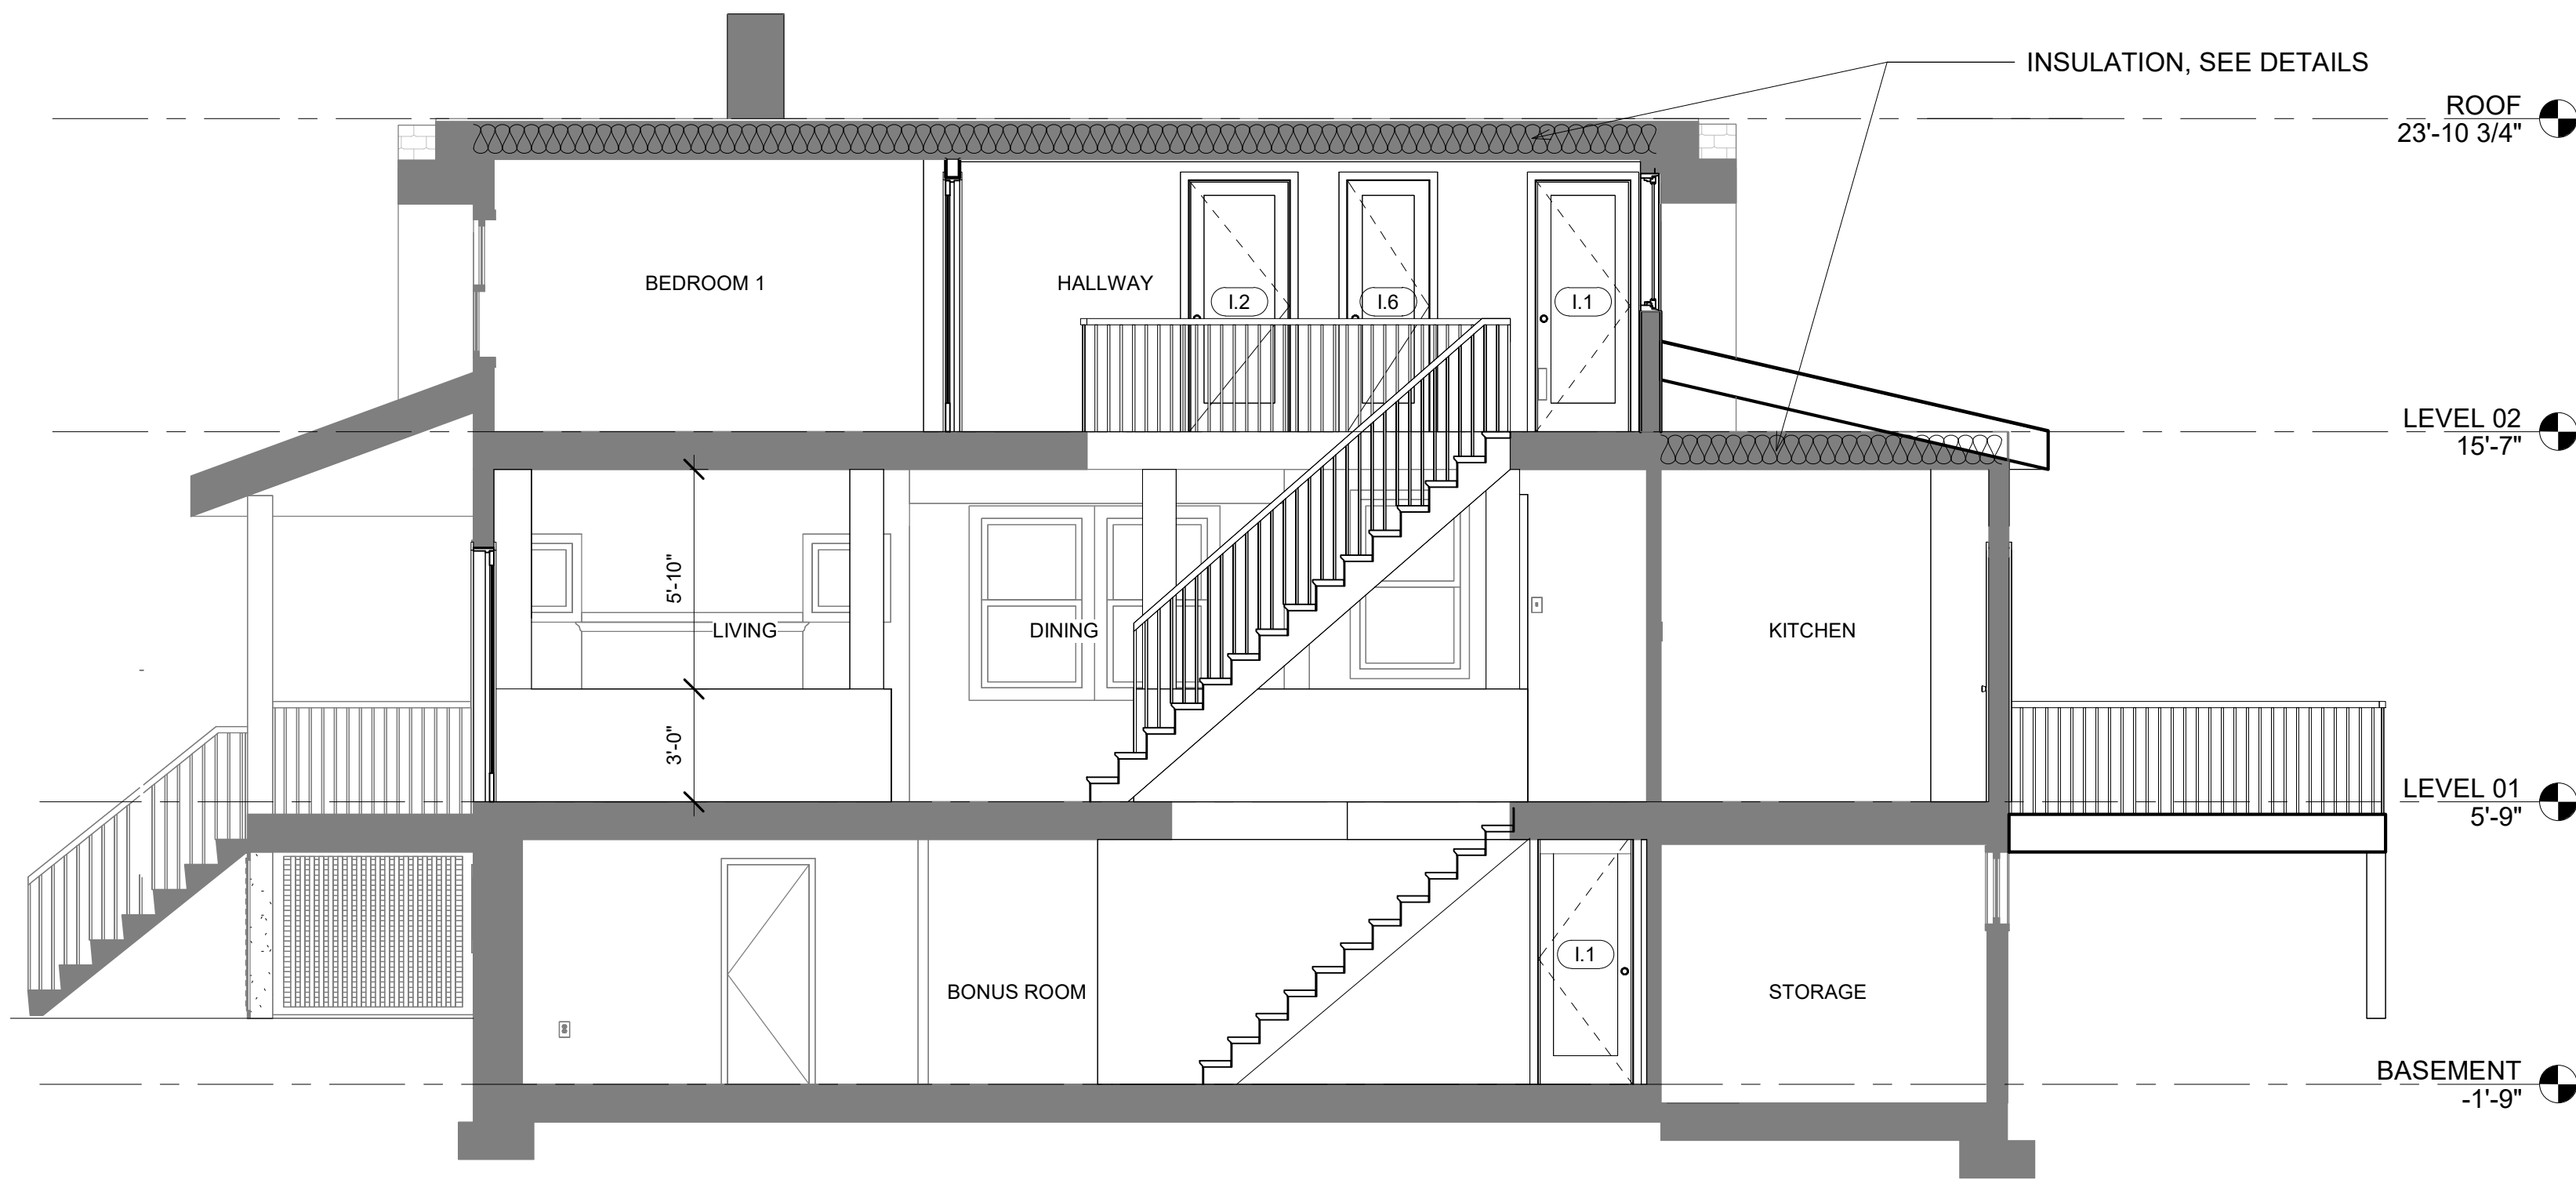 INSULATION, SEE DETAILS
ROOF
23'-10 3/4"
BEDROOM 1
HALLWAY
I.2
I.6
I.1
LEVEL 02
15'-7"
5'-10"
LIVING
DINING
KITCHEN
3'-0"
LEVEL 01
5'-9"
I.1
BONUS ROOM
STORAGE
BASEMENT
-1'-9"